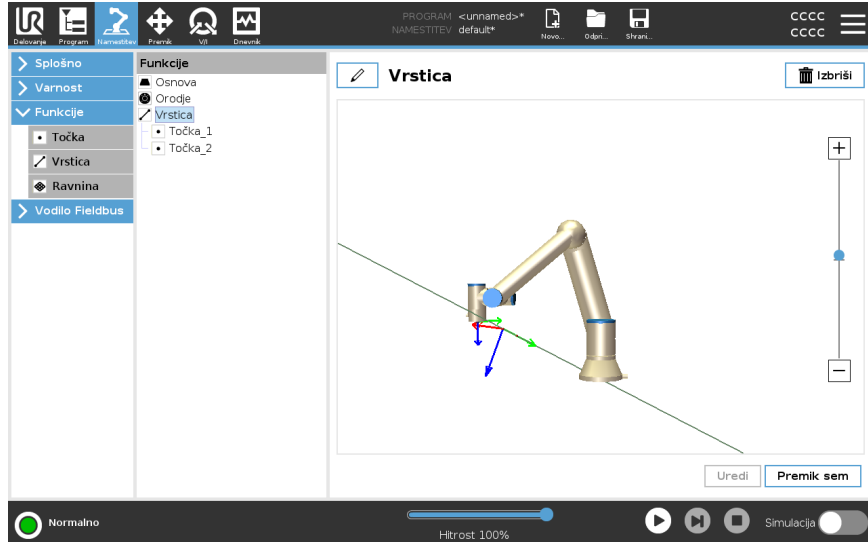 UR
PROGRAM <unnamed>*
NAMESTITEV default*
Delovanje
Program
Namestitev
Premik
V/I
Dnevnik
Novo...
Odpri...
Shrani...
CCCC
CCCC
Splošno
Varnost
Funkcije
Točka
Vrstica
Ravnina
Vodilo Fieldbus
Funkcije
Osnova
Orodje
Vrstica
Točka_1
Točka_2
Vrstica
Izbriši
Uredi
Premik sem
Normalno
Hitrost 100%
Simulacija